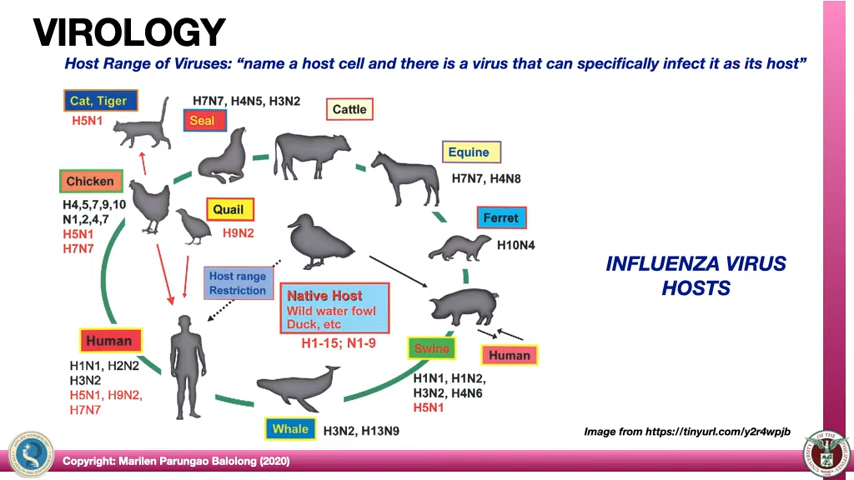 VIROLOGY
Host Range of Viruses: “name a host cell and there is a virus that can specifically infect it as its host”
Cat, Tiger
H5N1
H7N7, H4N5, H3N2
Seal
Cattle
Equine
H7N7, H4N8
Chicken
H4,5,7,9,10
N1,2,4,7
H5N1
H7N7
Quail
H9N2
Ferret
H10N4
INFLUENZA VIRUS
HOSTS
Host range
Restriction
Native Host
Wild water fowl
Duck, etc
H1-15; N1-9
Human
H1N1, H2N2
H3N2
H5N1, H9N2,
H7N7
Swine
H1N1, H1N2,
H3N2, H4N6
H5N1
Human
Whale
H3N2, H13N9
Image from https://tinyurl.com/y2r4wpjb
Copyright: Marilen Parungao Balolong (2020)